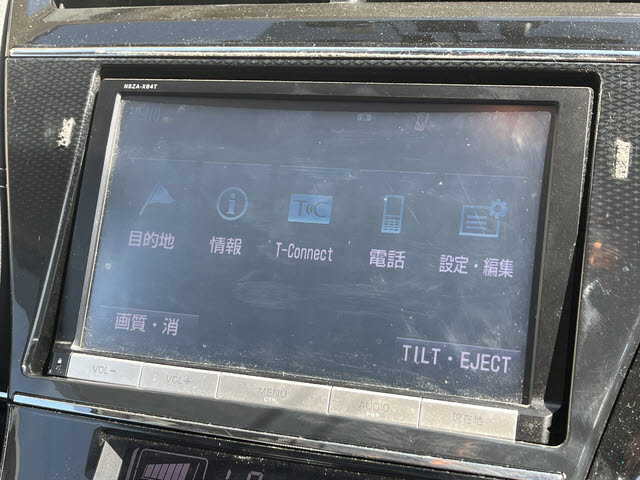 NSZA-X64T
目的地
情報
T-Connect
電話
設定・編集
画質・消
TILT・EJECT
VOL－
VOL＋
MENU
AUDIO
現在地